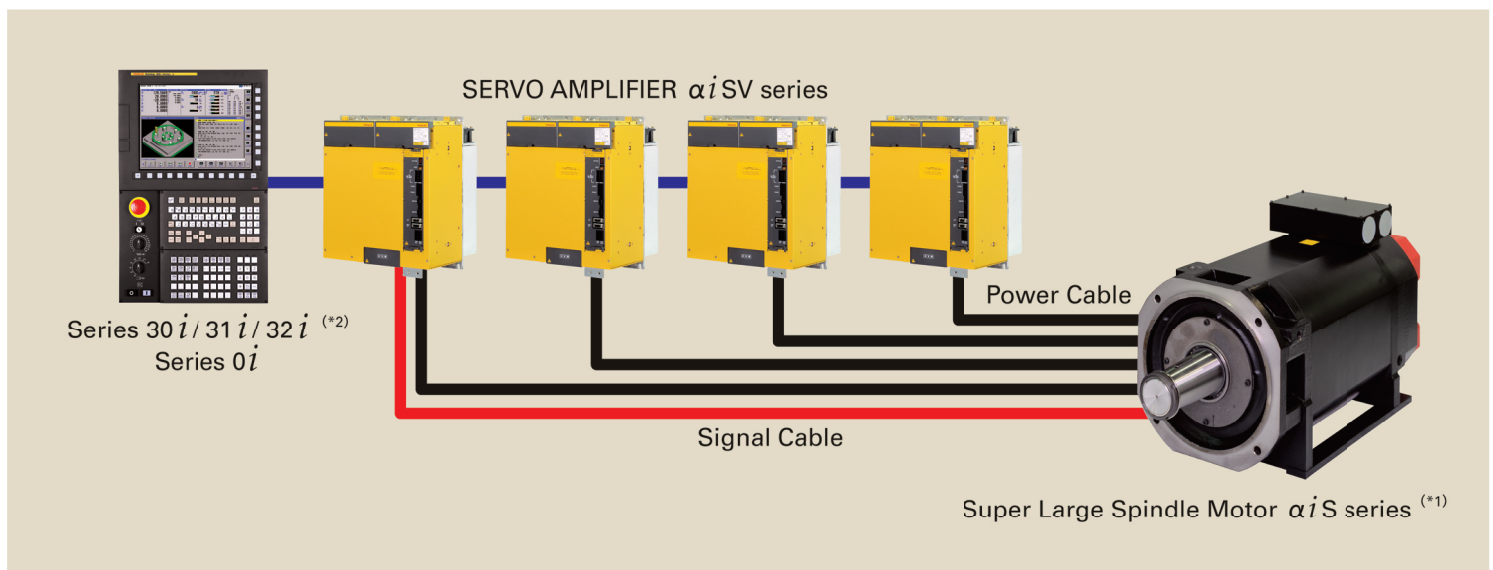 SERVO AMPLIFIER αi SV series
Power Cable
Series 30i / 31i / 32i (*2)
Series 0i
Signal Cable
Super Large Spindle Motor αi S series (*1)